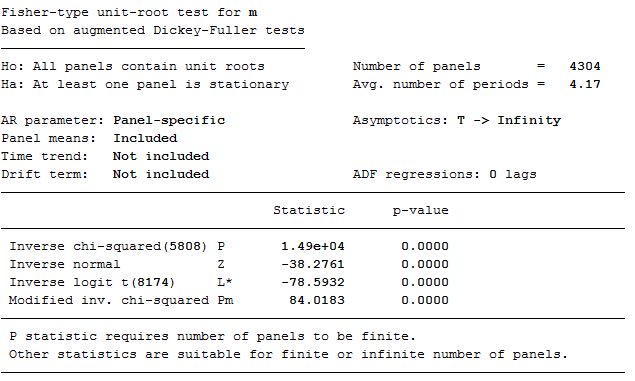 Fisher-type unit-root test for m
Based on augmented Dickey-Fuller tests
Ho: All panels contain unit roots Number of panels = 4304
Ha: At least one panel is stationary Avg. number of periods = 4.17
AR parameter: Panel-specific Asymptotics: T -> Infinity
Panel means: Included
Time trend: Not included
Drift term: Not included ADF regressions: 0 lags
Statistic p-value
Inverse chi-squared(5808) P 1.49e+04 0.0000
Inverse normal Z -38.2761 0.0000
Inverse logit t(8174) L* -78.5932 0.0000
Modified inv. chi-squared Pm 84.0183 0.0000
P statistic requires number of panels to be finite.
Other statistics are suitable for finite or infinite number of panels.